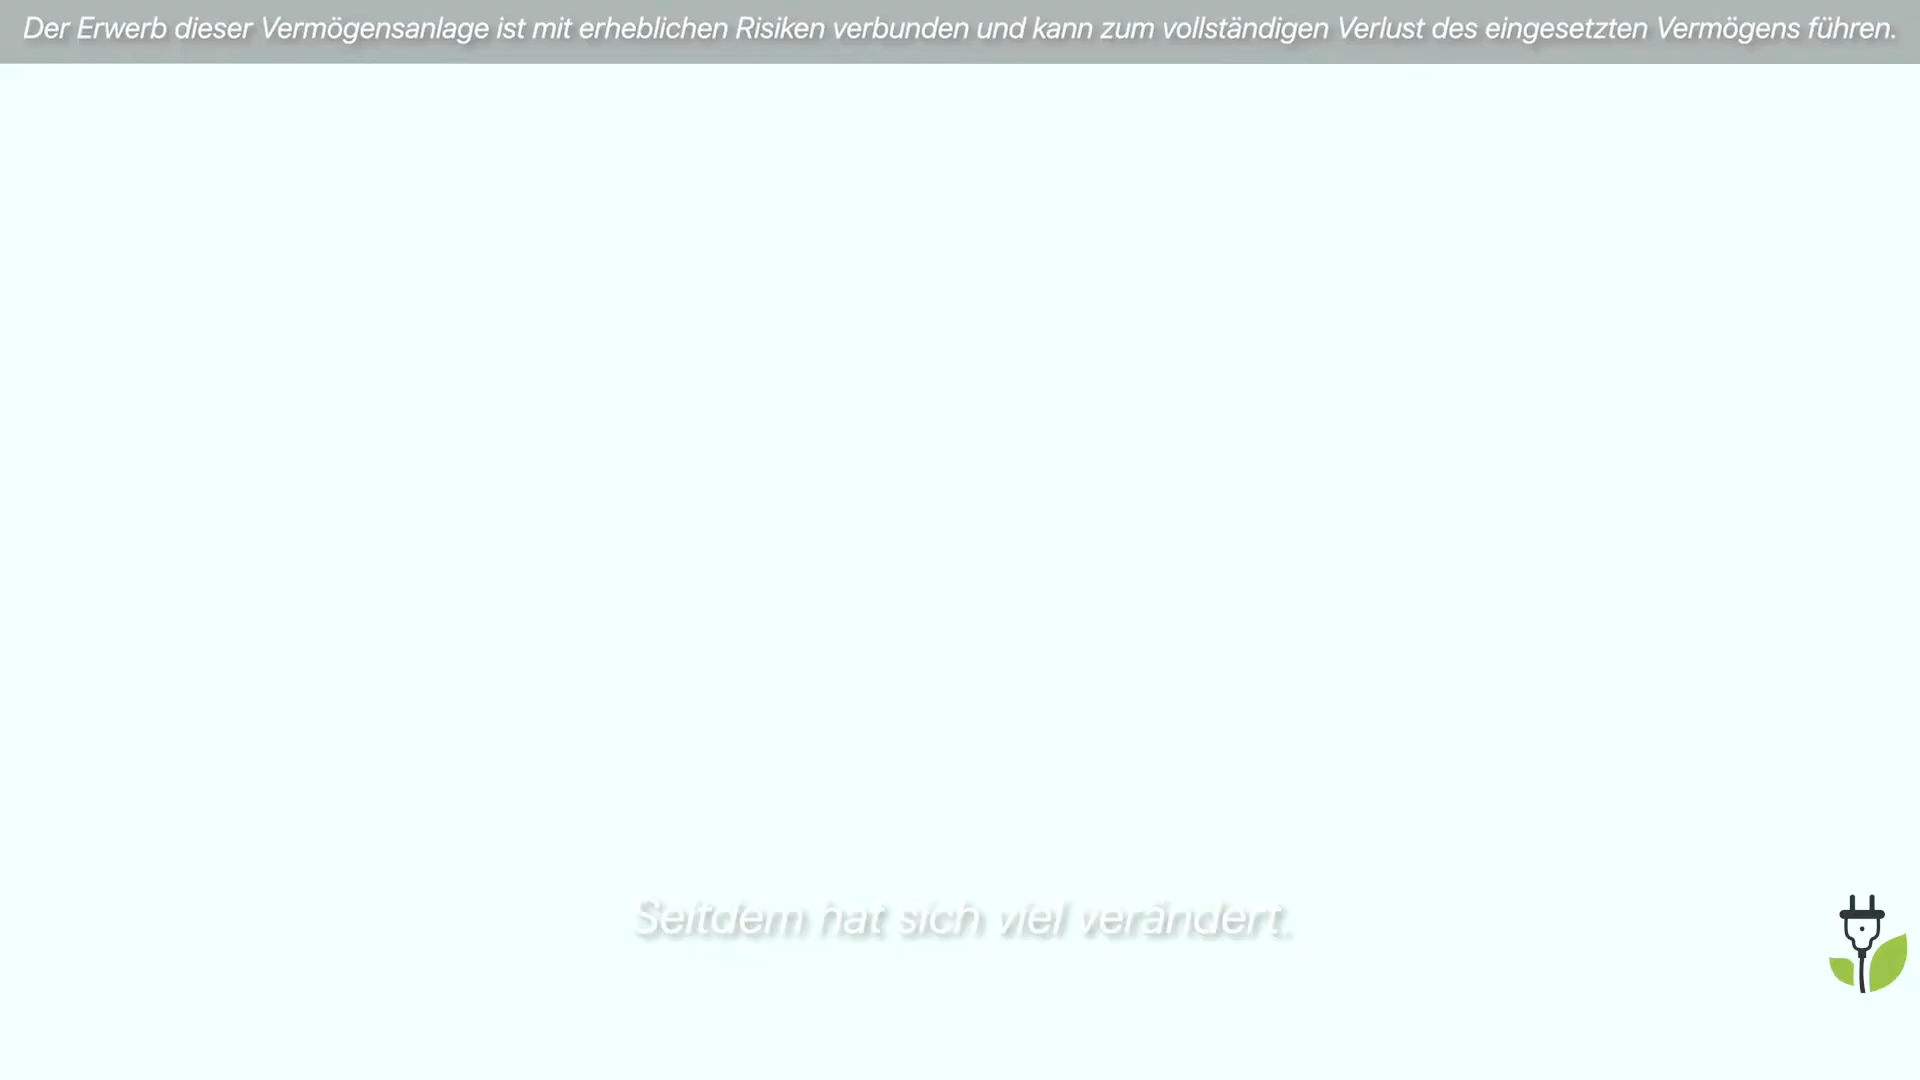 Der Erwerb dieser Vermögensanlage ist mit erheblichen Risiken verbunden und kann zum vollständigen Verlust des eingesetzten Vermögens führen.
Seitdem hat sich viel verändert.